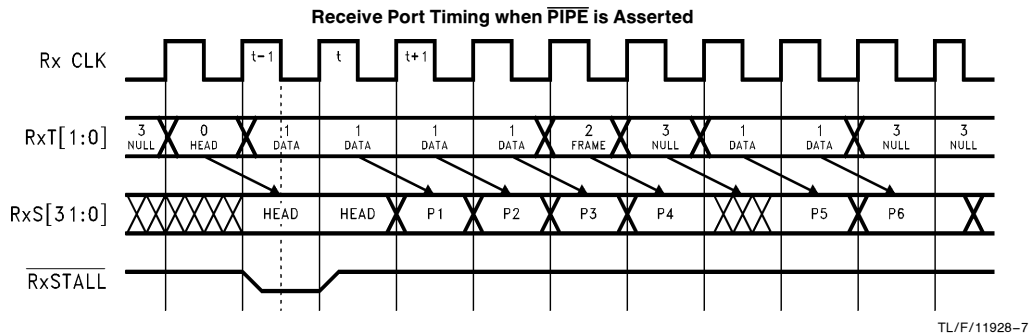 Receive Port Timing when PIPE is Asserted
Rx CLK
t-1 t t+1
RxT[1:0]
3 0 1 1 1 1 2 3 1 1 3 3
NULL HEAD DATA DATA DATA DATA FRAME NULL DATA DATA NULL NULL
RxS[31:0]
HEAD HEAD P1 P2 P3 P4 P5 P6
RxSTALL
TL/F/11928–7